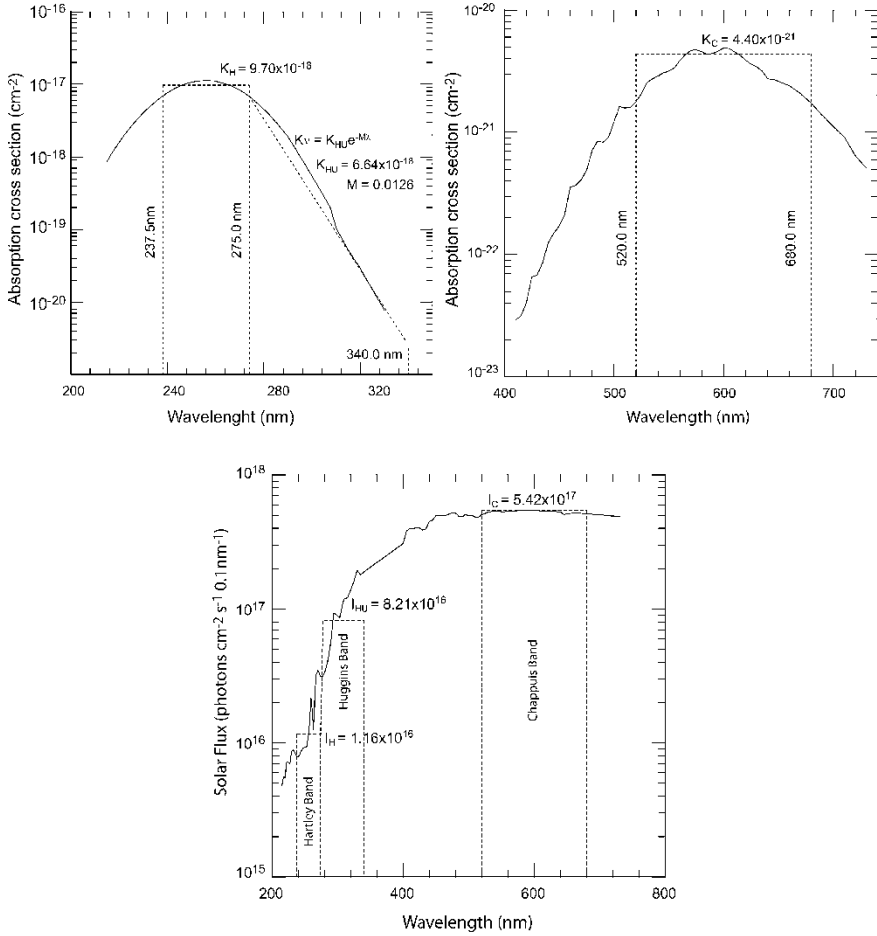 10⁻¹⁶
10⁻¹⁷
10⁻¹⁸
10⁻¹⁹
10⁻²⁰
Absorption cross section (cm⁻²)
K_H = 9.70x10⁻¹⁸
Kν = K_HU e^-Mλ
K_HU = 6.64x10⁻¹⁸
M = 0.0126
237.5nm
275.0 nm
340.0 nm
200 240 280 320
Wavelenght (nm)
10⁻²⁰
10⁻²¹
10⁻²²
10⁻²³
Absorption cross section (cm⁻²)
K_C = 4.40x10⁻²¹
520.0 nm
680.0 nm
400 500 600 700
Wavelength (nm)
10¹⁸
10¹⁷
10¹⁶
10¹⁵
Solar Flux (photons cm⁻² s⁻¹ 0.1nm⁻¹)
I_C = 5.42x10¹⁷
I_HU = 8.21x10¹⁶
I_H = 1.16x10¹⁶
Hartley Band
Huggins Band
Chappuis Band
200 400 600 800
Wavelength (nm)